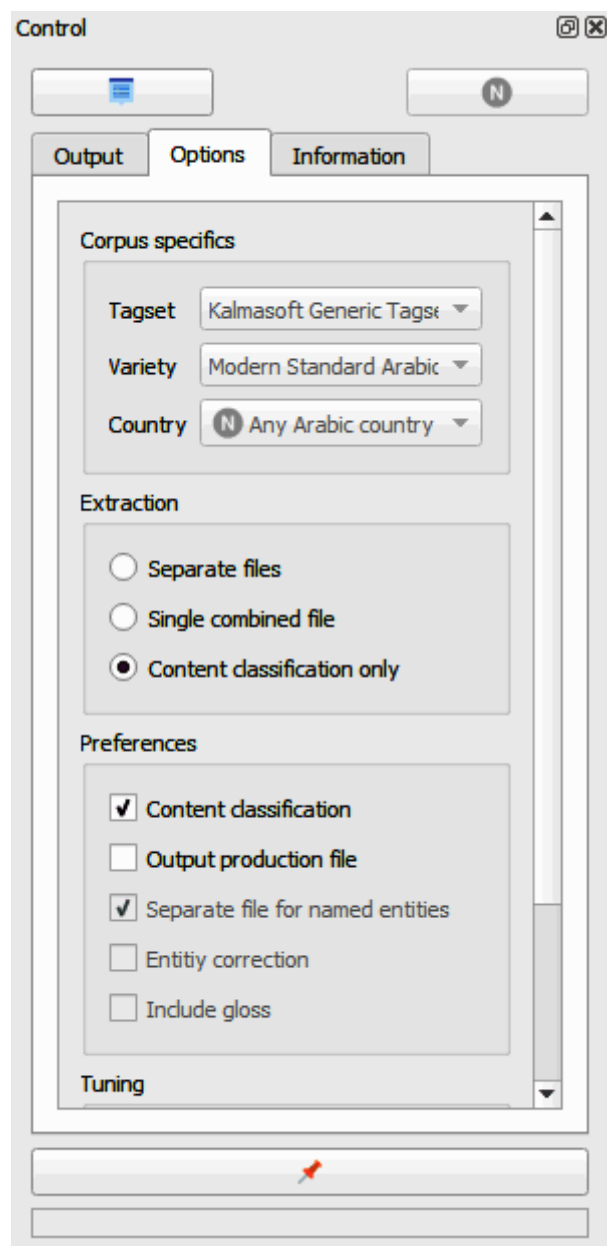 Control
N
Output Options Information
Corpus specifics
Tagset Kalmasoft Generic Tagse
Variety Modern Standard Arabic
Country N Any Arabic country
Extraction
Separate files
Single combined file
Content classification only
Preferences
Content classification
Output production file
Separate file for named entities
Entitiy correction
Include gloss
Tuning